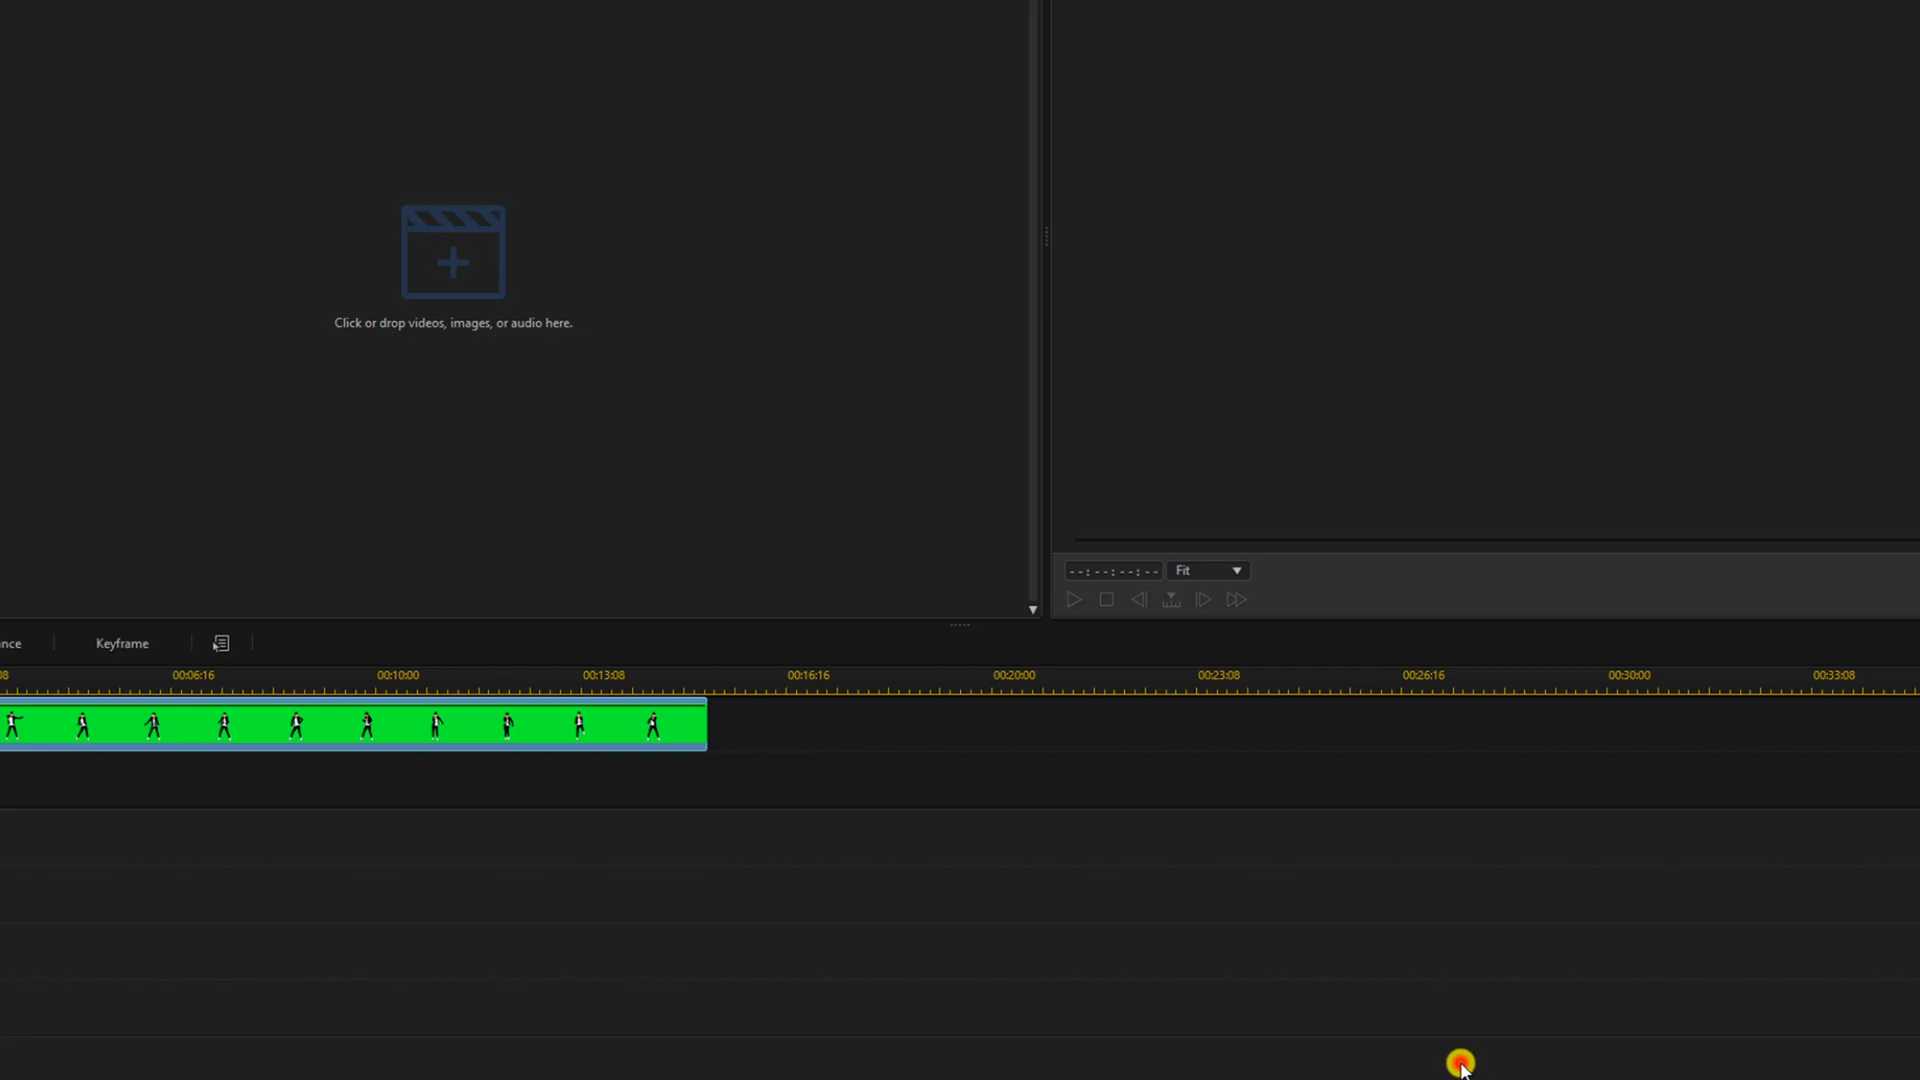 Click or drop videos, images, or audio here.
--:--:--:-- Fit
nce Keyframe
08 00:06:16 00:10:00 00:13:08 00:16:16 00:20:00 00:23:08 00:26:16 00:30:00 00:33:08